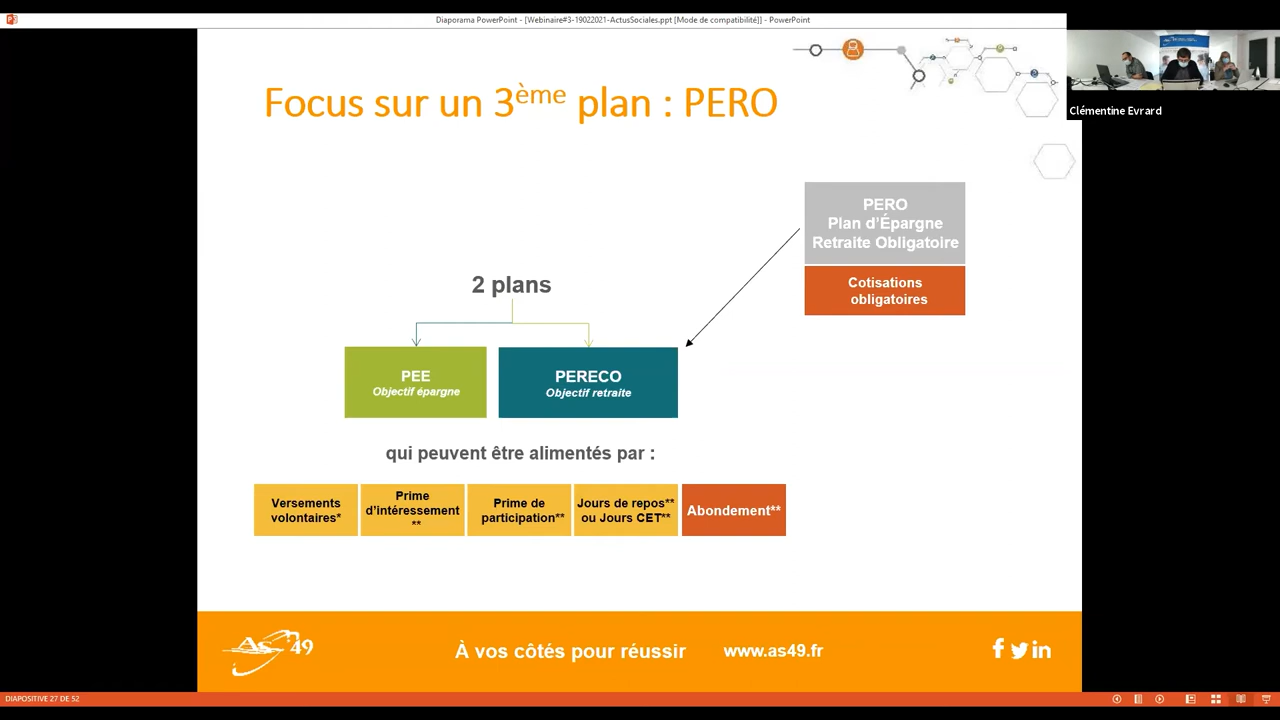 Diaporama PowerPoint - [Webinaire#3-19022021-ActusSociales.ppt [Mode de compatibilité]] - PowerPoint
Clémentine Evrard
Focus sur un 3ème plan : PERO
PERO
Plan d'Épargne
Retraite Obligatoire
Cotisations
obligatoires
2 plans
PEE
Objectif épargne
PERECO
Objectif retraite
qui peuvent être alimentés par :
Versements
volontaires*
Prime
d'intéressement
**
Prime de
participation**
Jours de repos**
ou Jours CET**
Abondement**
As 49
À vos côtés pour réussir
www.as49.fr
DIAPOSITIVE 27 DE 52